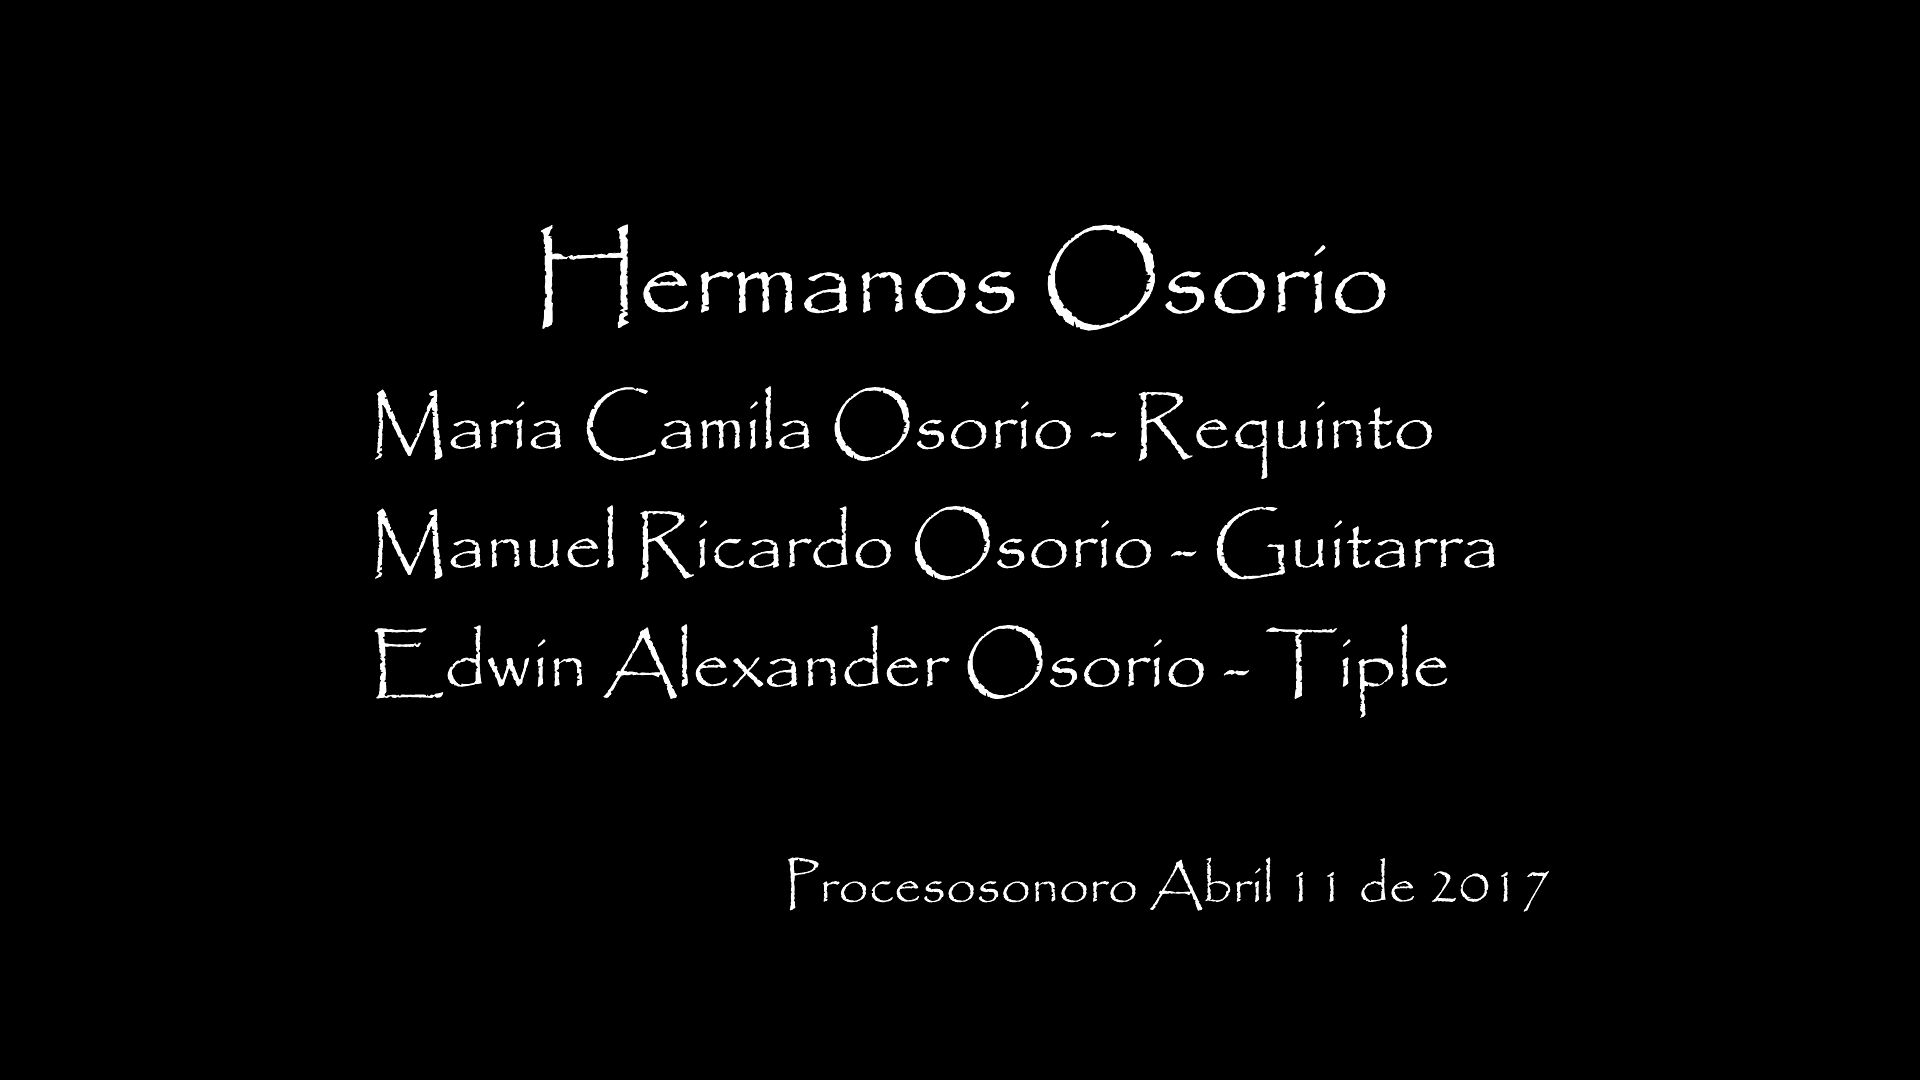 Hermanos Osorio
Maria Camila Osorio - Requinto
Manuel Ricardo Osorio - Guitarra
Edwin Alexander Osorio - Tiple
Procesosonoro Abril 11 de 2017